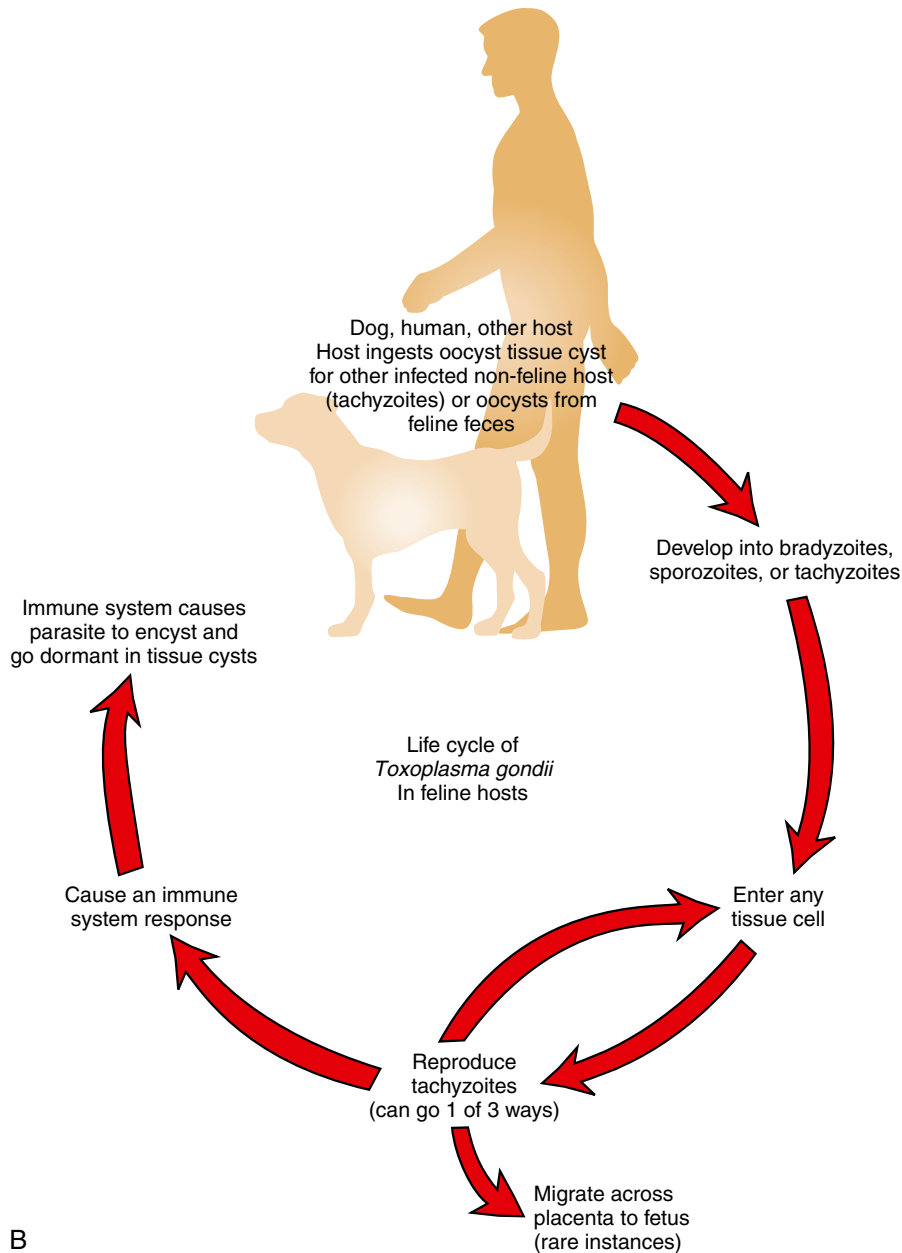 Dog, human, other host
Host ingests oocyst tissue cyst
for other infected non-feline host
(tachyzoites) or oocysts from
feline feces
Develop into bradyzoites,
sporozoites, or tachyzoites
Enter any
tissue cell
Reproduce
tachyzoites
(can go 1 of 3 ways)
Migrate across
placenta to fetus
(rare instances)
Cause an immune
system response
Immune system causes
parasite to encyst and
go dormant in tissue cysts
Life cycle of
Toxoplasma gondii
In feline hosts
B